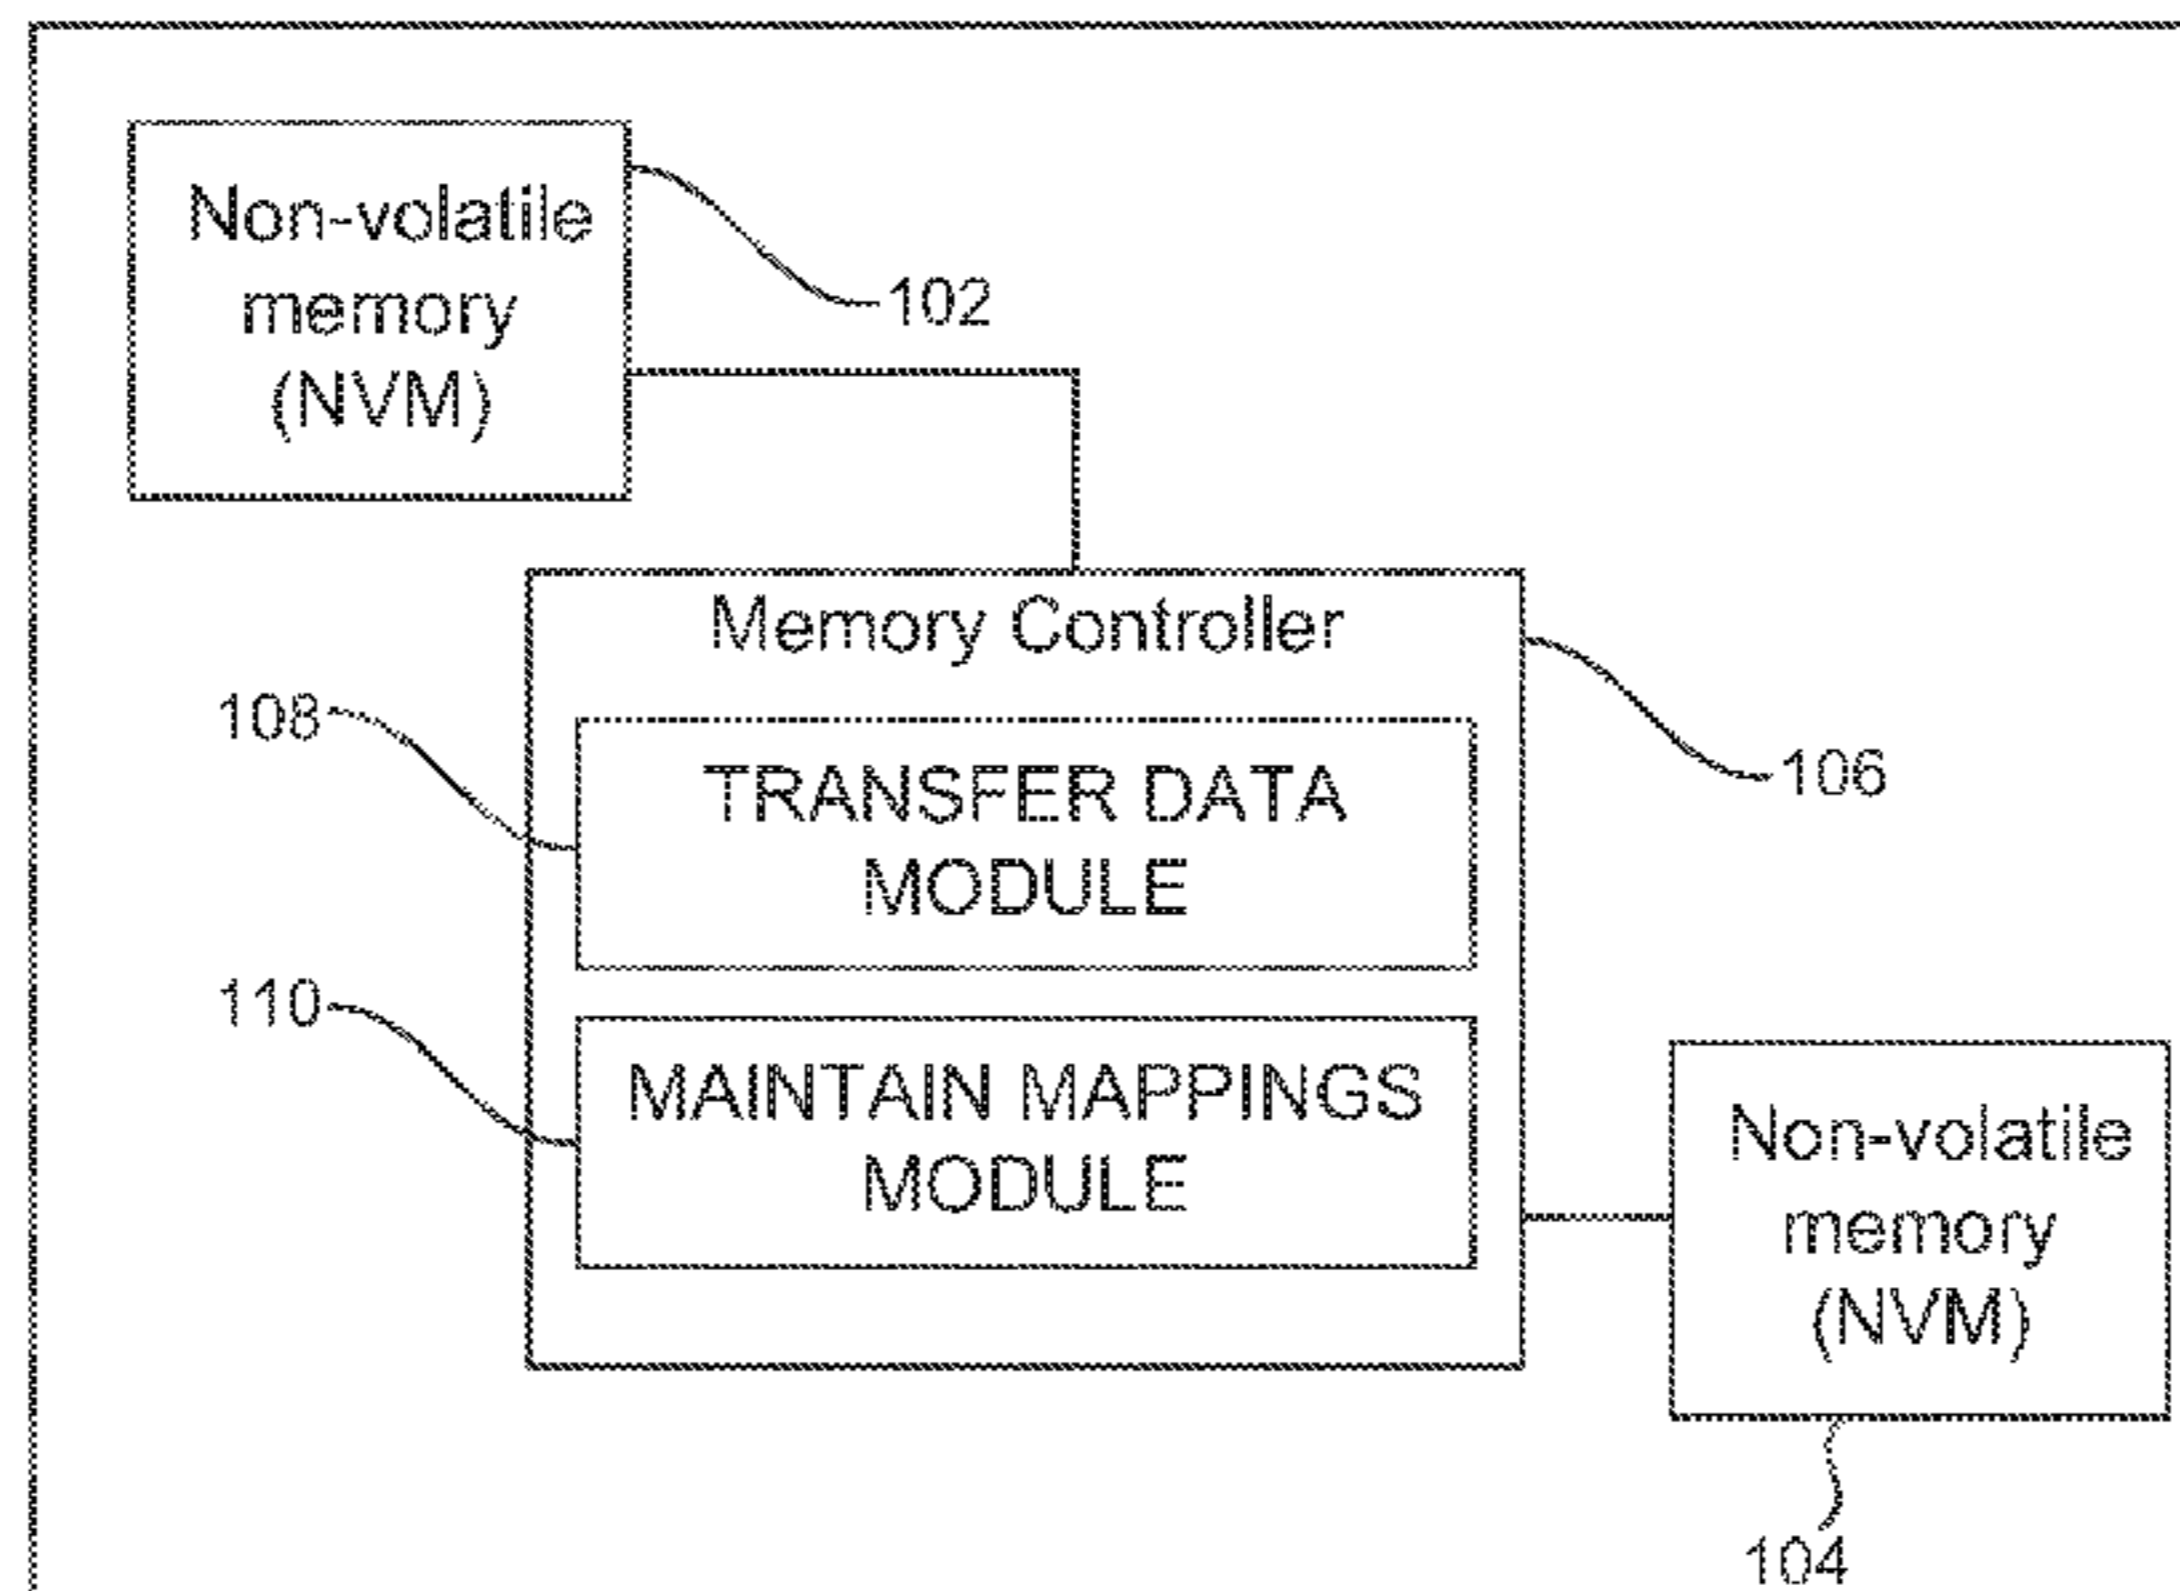 Non-volatile
memory
(NVM)
102
Memory Controller
108
TRANSFER DATA
MODULE
106
110
MAINTAIN MAPPINGS
MODULE
Non-volatile
memory
(NVM)
104